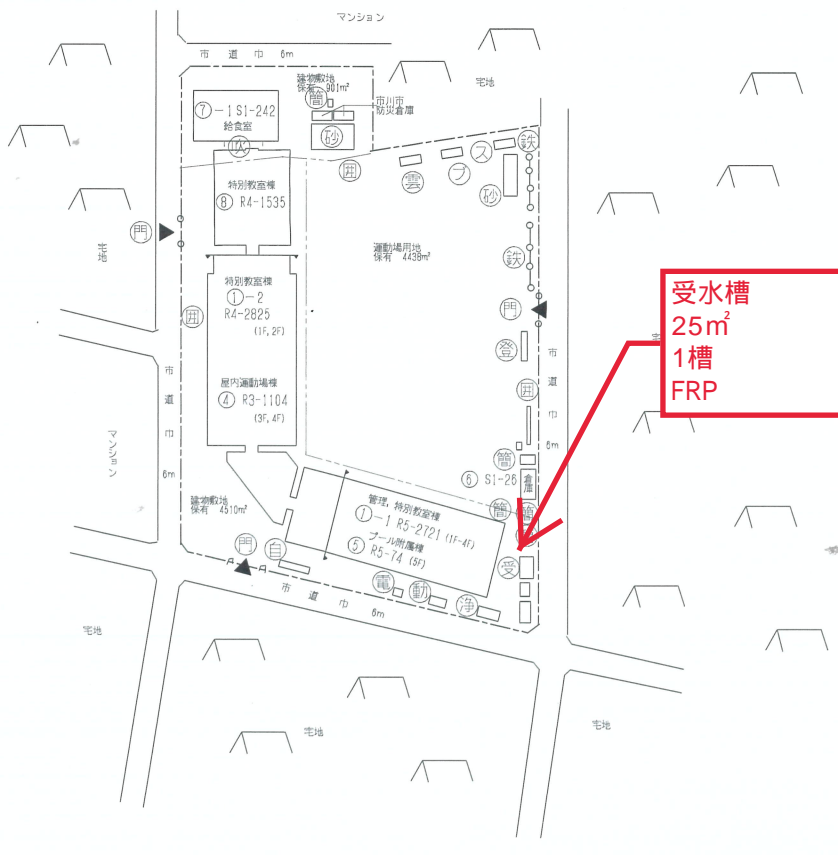 マンション
市道巾 6m
宅地
建物敷地
保有 901m²
簡
市川市
防災倉庫
⑦-1 S1-242
給食室
砂
鉄
ス
プ
雲
囲
砂
特別教室棟
⑧ R4-1535
門
宅地
運動場用地
保有 4438m²
鉄
特別教室棟
①-2
R4-2825
(1F, 2F)
囲
門
受水槽
25㎡
1槽
FRP
登
市道巾 6m
市道巾 6m
屋内運動場棟
④ R3-1104
(3F, 4F)
囲
マンション
簡
⑥ S1-26
倉庫
建物敷地
保有 4510m²
管理, 特別教室棟
①-1 R5-2721 (1F-4F)
プール附属棟
⑤ R5-74 (5F)
簡
簡
門
自
受
電
動
浄
市道巾 6m
宅地
宅地
宅地